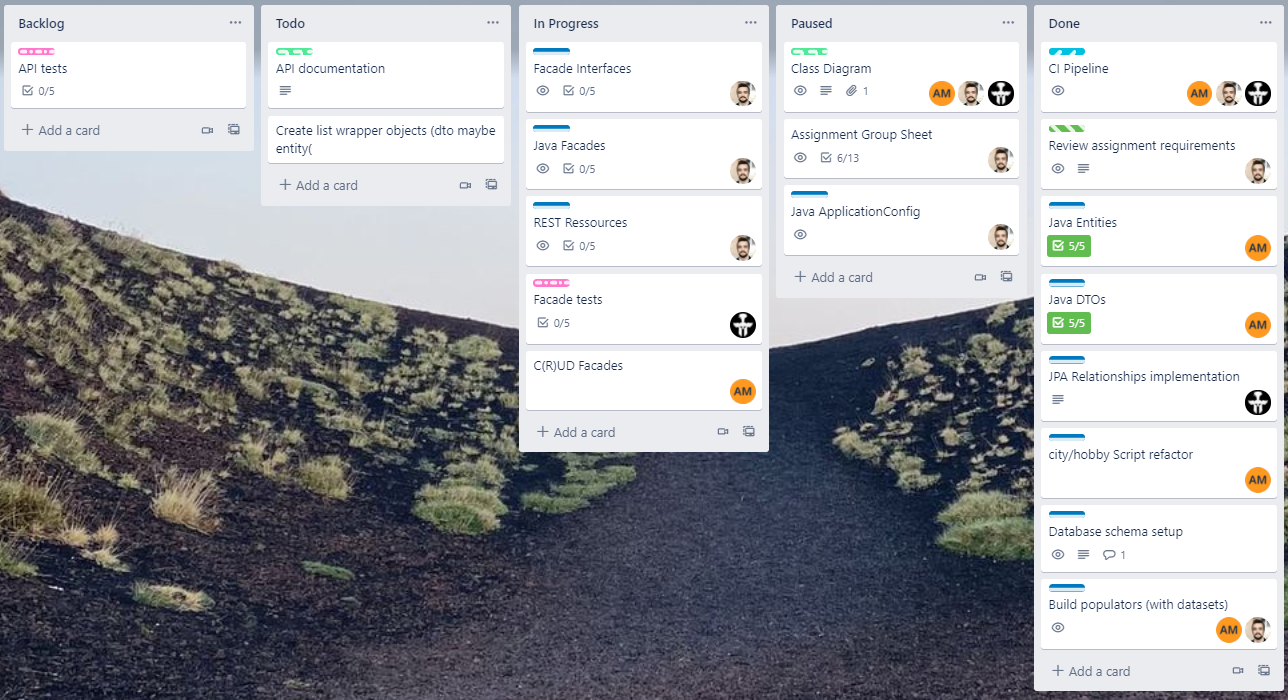 Backlog
API tests
0/5
Add a card
Todo
API documentation
Create list wrapper objects (dto maybe
entity(
Add a card
In Progress
Facade Interfaces
0/5
Java Facades
0/5
REST Ressources
0/5
Facade tests
0/5
C(R)UD Facades
AM
Add a card
Paused
Class Diagram
1
AM
Assignment Group Sheet
6/13
Java ApplicationConfig
Add a card
Done
CI Pipeline
AM
Review assignment requirements
Java Entities
5/5
AM
Java DTOs
5/5
AM
JPA Relationships implementation
city/hobby Script refactor
AM
Database schema setup
1
Build populators (with datasets)
AM
Add a card